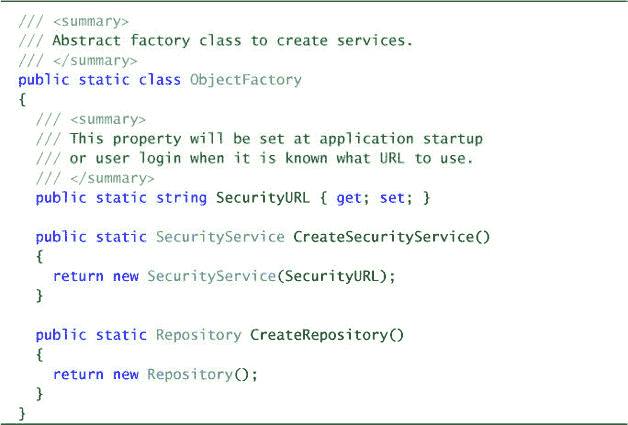 /// <summary>
/// Abstract factory class to create services.
/// </summary>
public static class ObjectFactory
{
/// <summary>
/// This property will be set at application startup
/// or user login when it is known what URL to use.
/// </summary>
public static string SecurityURL { get; set; }
public static SecurityService CreateSecurityService()
{
return new SecurityService(SecurityURL);
}
public static Repository CreateRepository()
{
return new Repository();
}
}